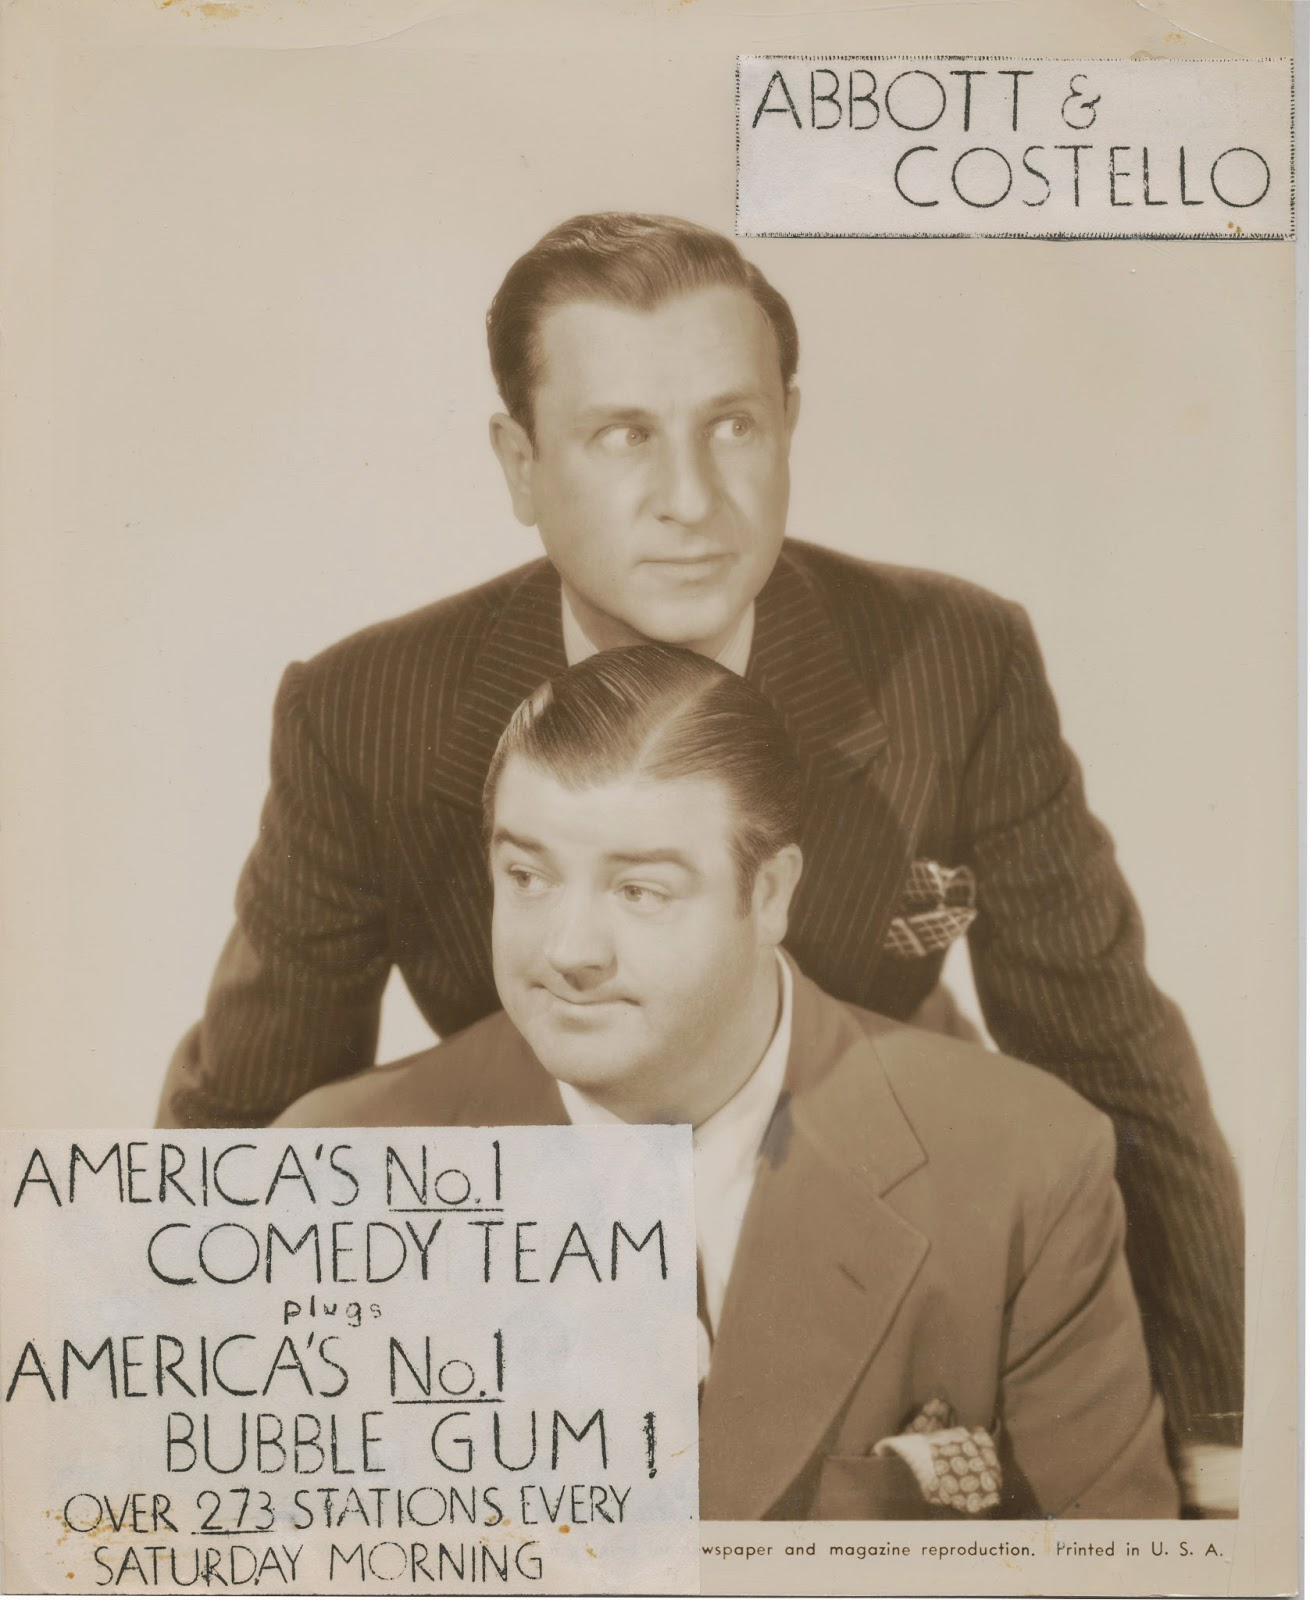 ABBOTT &
COSTELLO
AMERICA'S No.1
COMEDY TEAM
plugs
AMERICA'S No.1
BUBBLE GUM!
OVER 273 STATIONS EVERY
SATURDAY MORNING
wspaper and magazine reproduction. Printed in U. S. A.